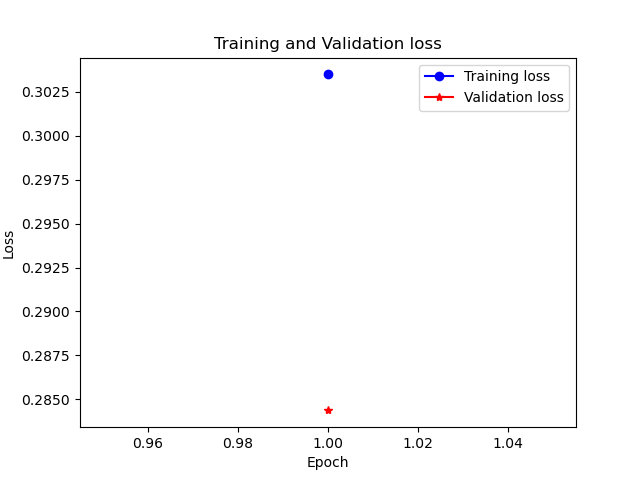 Training and Validation loss
Training loss
Validation loss
0.3025
0.3000
0.2975
0.2950
0.2925
0.2900
0.2875
0.2850
Loss
0.96 0.98 1.00 1.02 1.04
Epoch